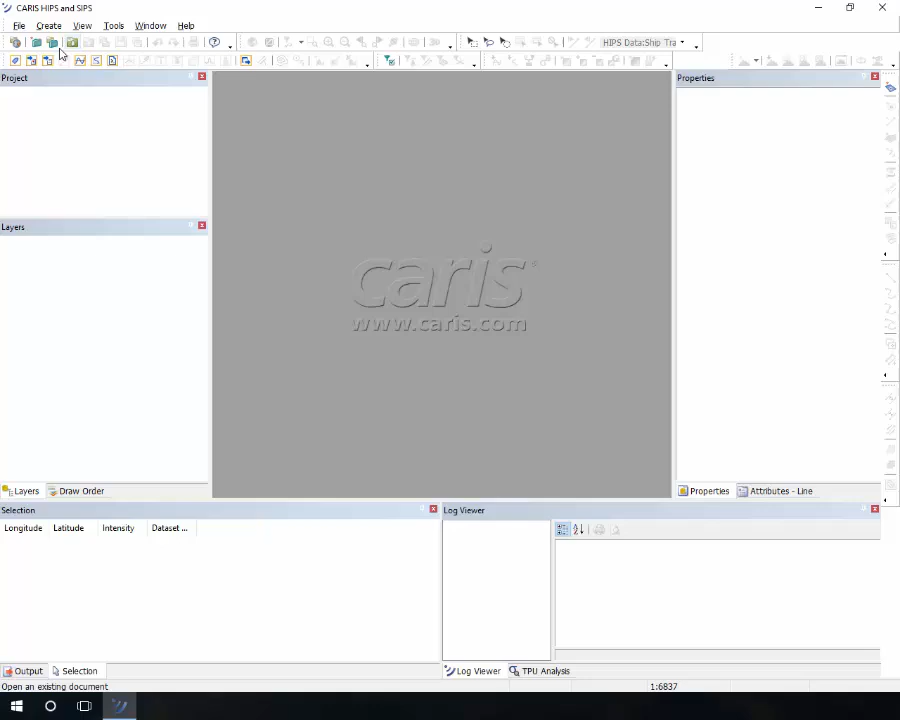 CARIS HIPS and SIPS
File Create View Tools Window Help
HIPS Data:Ship Tra
Project
Properties
Layers
caris
www.caris.com
Layers Draw Order
Properties Attributes - Line
Selection
Log Viewer
Longitude Latitude Intensity Dataset ...
Output Selection
Log Viewer TPU Analysis
Open an existing document
1:6837